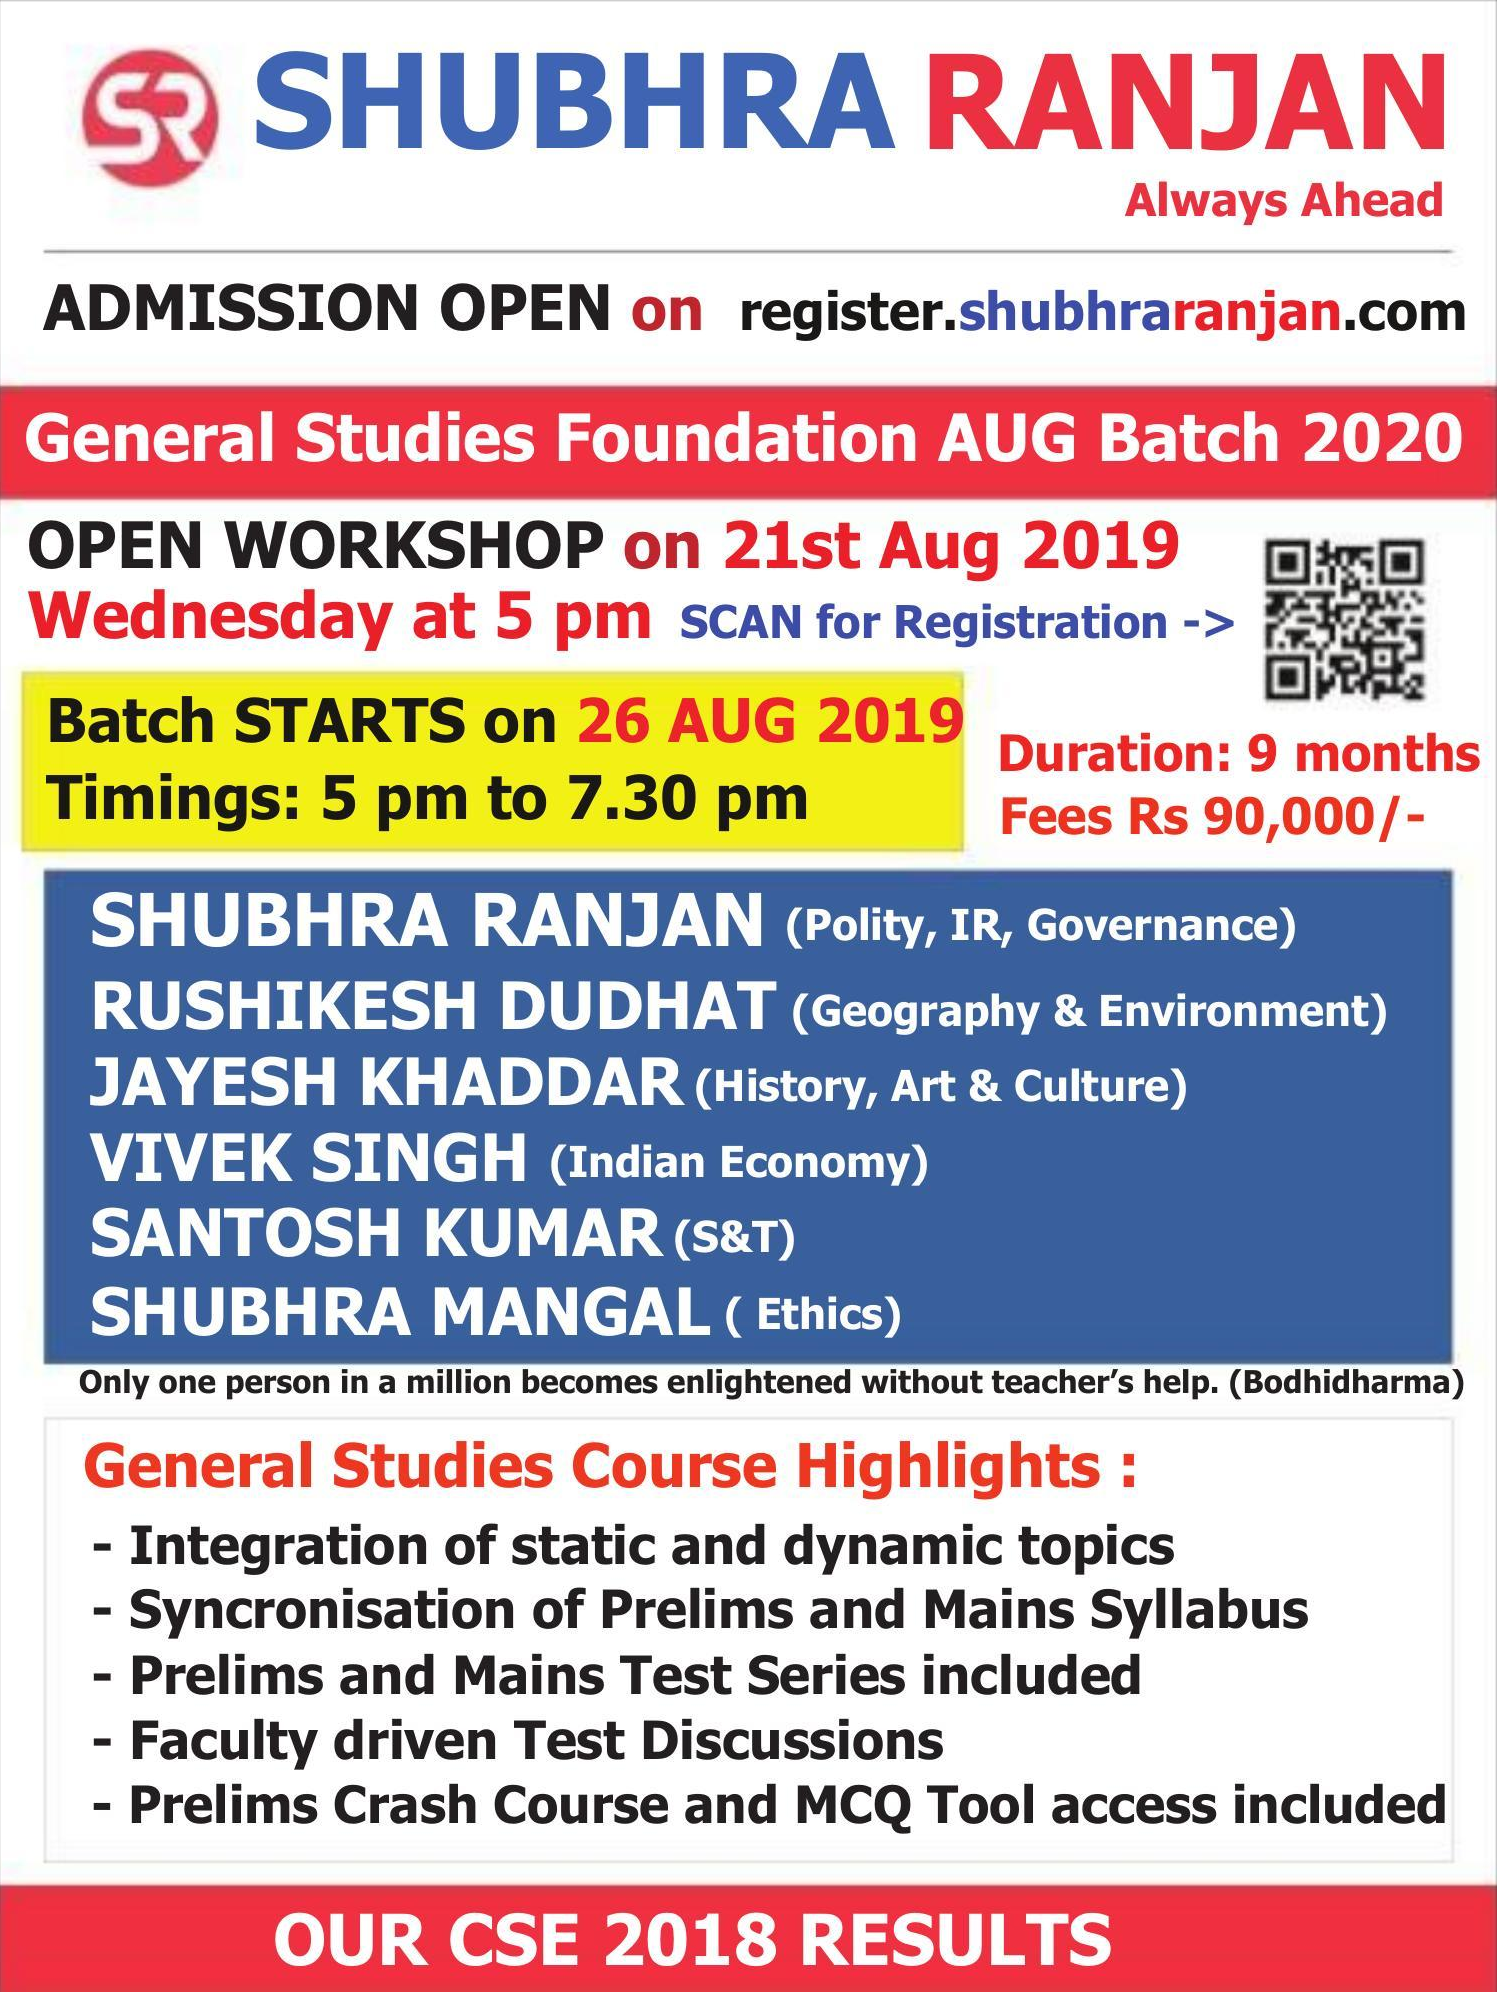 SR SHUBHRA RANJAN
Always Ahead
ADMISSION OPEN on register.shubhraranjan.com
General Studies Foundation AUG Batch 2020
OPEN WORKSHOP on 21st Aug 2019
Wednesday at 5 pm SCAN for Registration ->
Batch STARTS on 26 AUG 2019
Timings: 5 pm to 7.30 pm
Duration: 9 months
Fees Rs 90,000/-
SHUBHRA RANJAN (Polity, IR, Governance)
RUSHIKESH DUDHAT (Geography & Environment)
JAYESH KHADDAR (History, Art & Culture)
VIVEK SINGH (Indian Economy)
SANTOSH KUMAR (S&T)
SHUBHRA MANGAL ( Ethics)
Only one person in a million becomes enlightened without teacher’s help. (Bodhidharma)
General Studies Course Highlights :
- Integration of static and dynamic topics
- Syncronisation of Prelims and Mains Syllabus
- Prelims and Mains Test Series included
- Faculty driven Test Discussions
- Prelims Crash Course and MCQ Tool access included
OUR CSE 2018 RESULTS